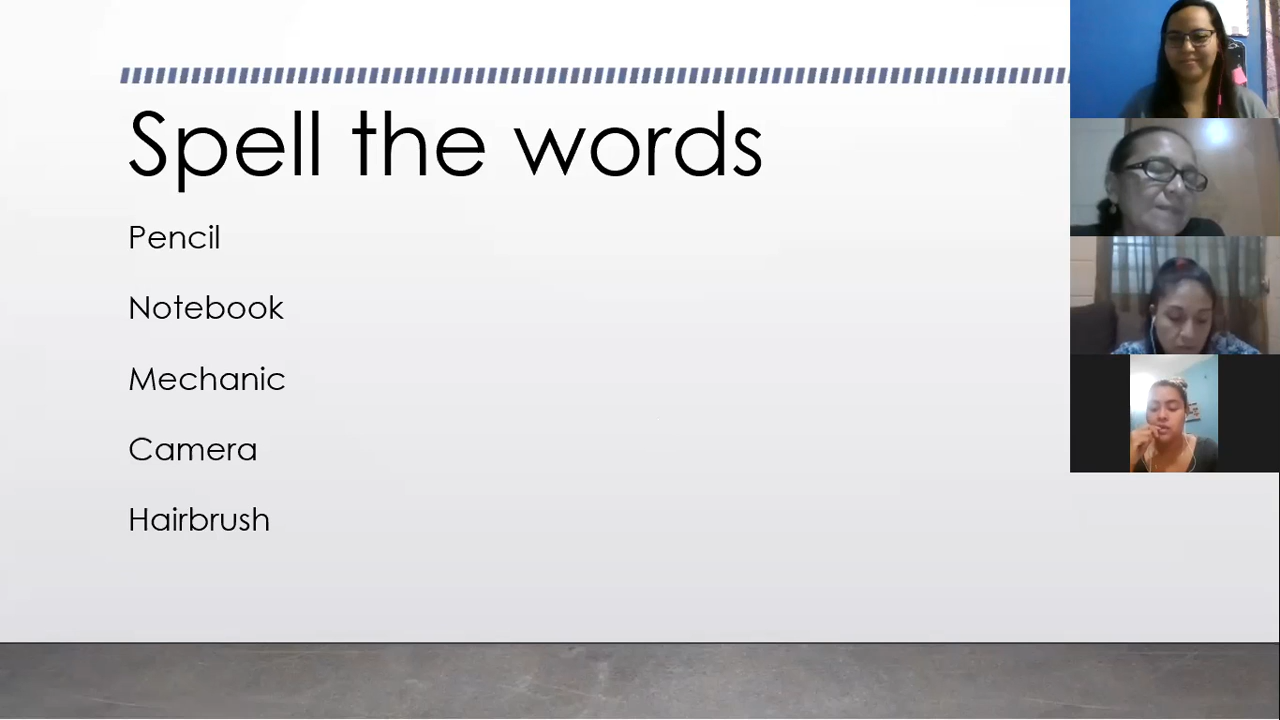 Spell the words
Pencil
Notebook
Mechanic
Camera
Hairbrush